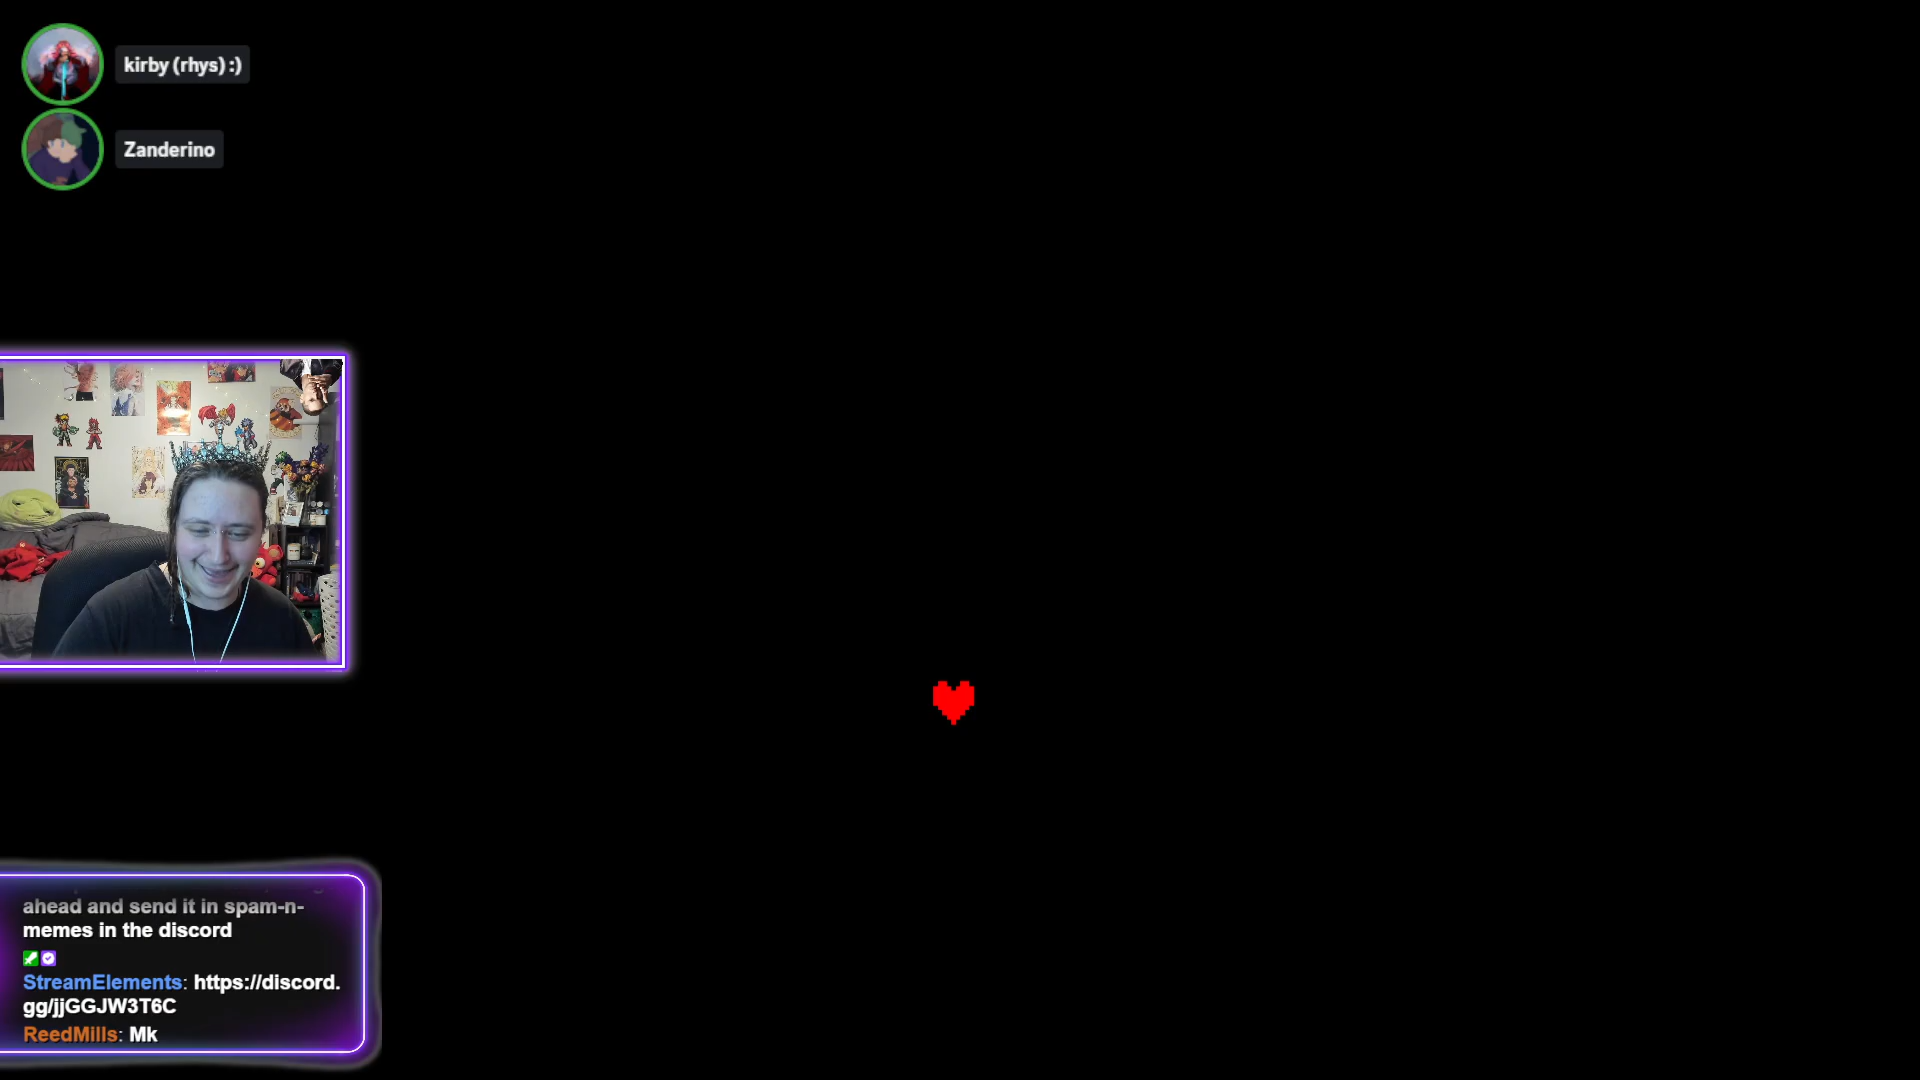 kirby (rhys) :)
Zanderino
ahead and send it in spam-n-
memes in the discord
StreamElements: https://discord.
gg/jjGGJW3T6C
ReedMills: Mk